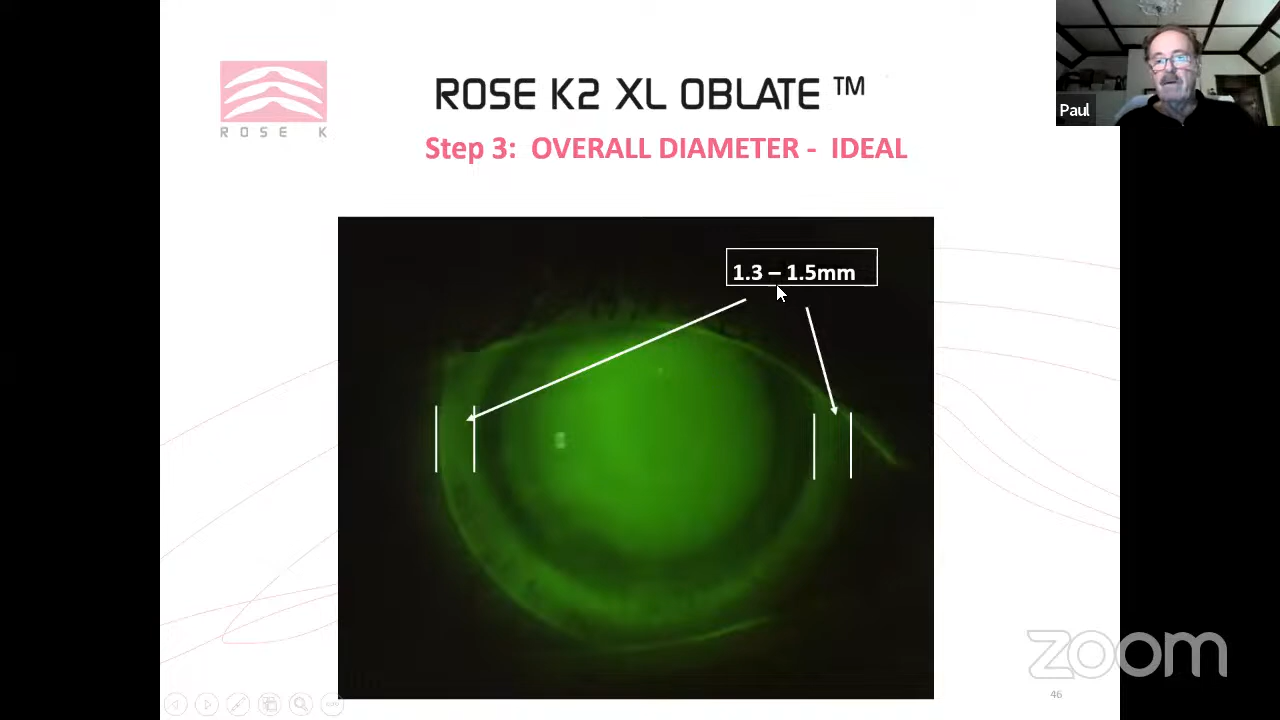 ROSE K2 XL OBLATE ™
ROSE K
Step 3: OVERALL DIAMETER - IDEAL
Paul
1.3 – 1.5mm
zoom
46